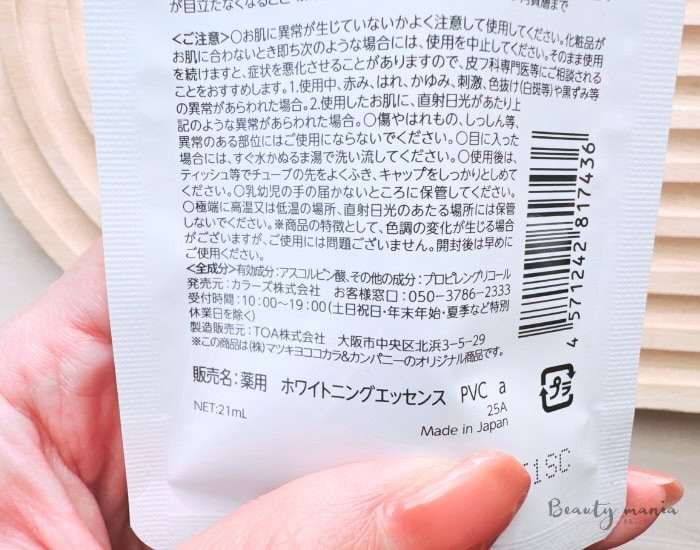 が目立たなくなるこ
<ご注意>○お肌に異常が生じていないかよく注意して使用してください。化粧品が
お肌に合わないとき即ち次のような場合には、使用を中止してください。そのまま使用
を続けますと、症状を悪化させることがありますので、皮フ科専門医等にご相談される
ことをおすすめします。1.使用中、赤み、はれ、かゆみ、刺激、色抜け(白斑等)や黒ずみ等
の異常があらわれた場合。2.使用したお肌に、直射日光があたり上
記のような異常があらわれた場合。○傷やはれもの、しっしん等、
異常のある部位にはご使用にならないでください。○目に入った
場合には、すぐ水かぬるま湯で洗い流してください。○使用後は、
ティッシュ等でチューブの先をよくふき、キャップをしっかりとしめて
ください。○乳幼児の手の届かないところに保管してください。
○極端に高温又は低温の場所、直射日光のあたる場所には保管
しないでください。※商品の特徴として、色調の変化が生じる場合
がございますが、ご使用には問題ございません。開封後は早めに
ご使用ください。
<全成分>有効成分:アスコルビン酸、その他の成分:プロピレングリコール
発売元:カラーズ株式会社 お客様窓口:050-3786-2333
受付時間:10:00~19:00(土日祝日・年末年始・夏季など特別
休業日を除く)
製造販売元:TOA株式会社 大阪市中央区北浜3-5-29
※この商品は(株)マツキヨココカラ&カンパニーのオリジナル商品です。
販売名:薬用 ホワイトニングエッセンス PVC a
NET:21mL
25A
Made in Japan
4 571242 817436
プラ
1SC
Beauty mania